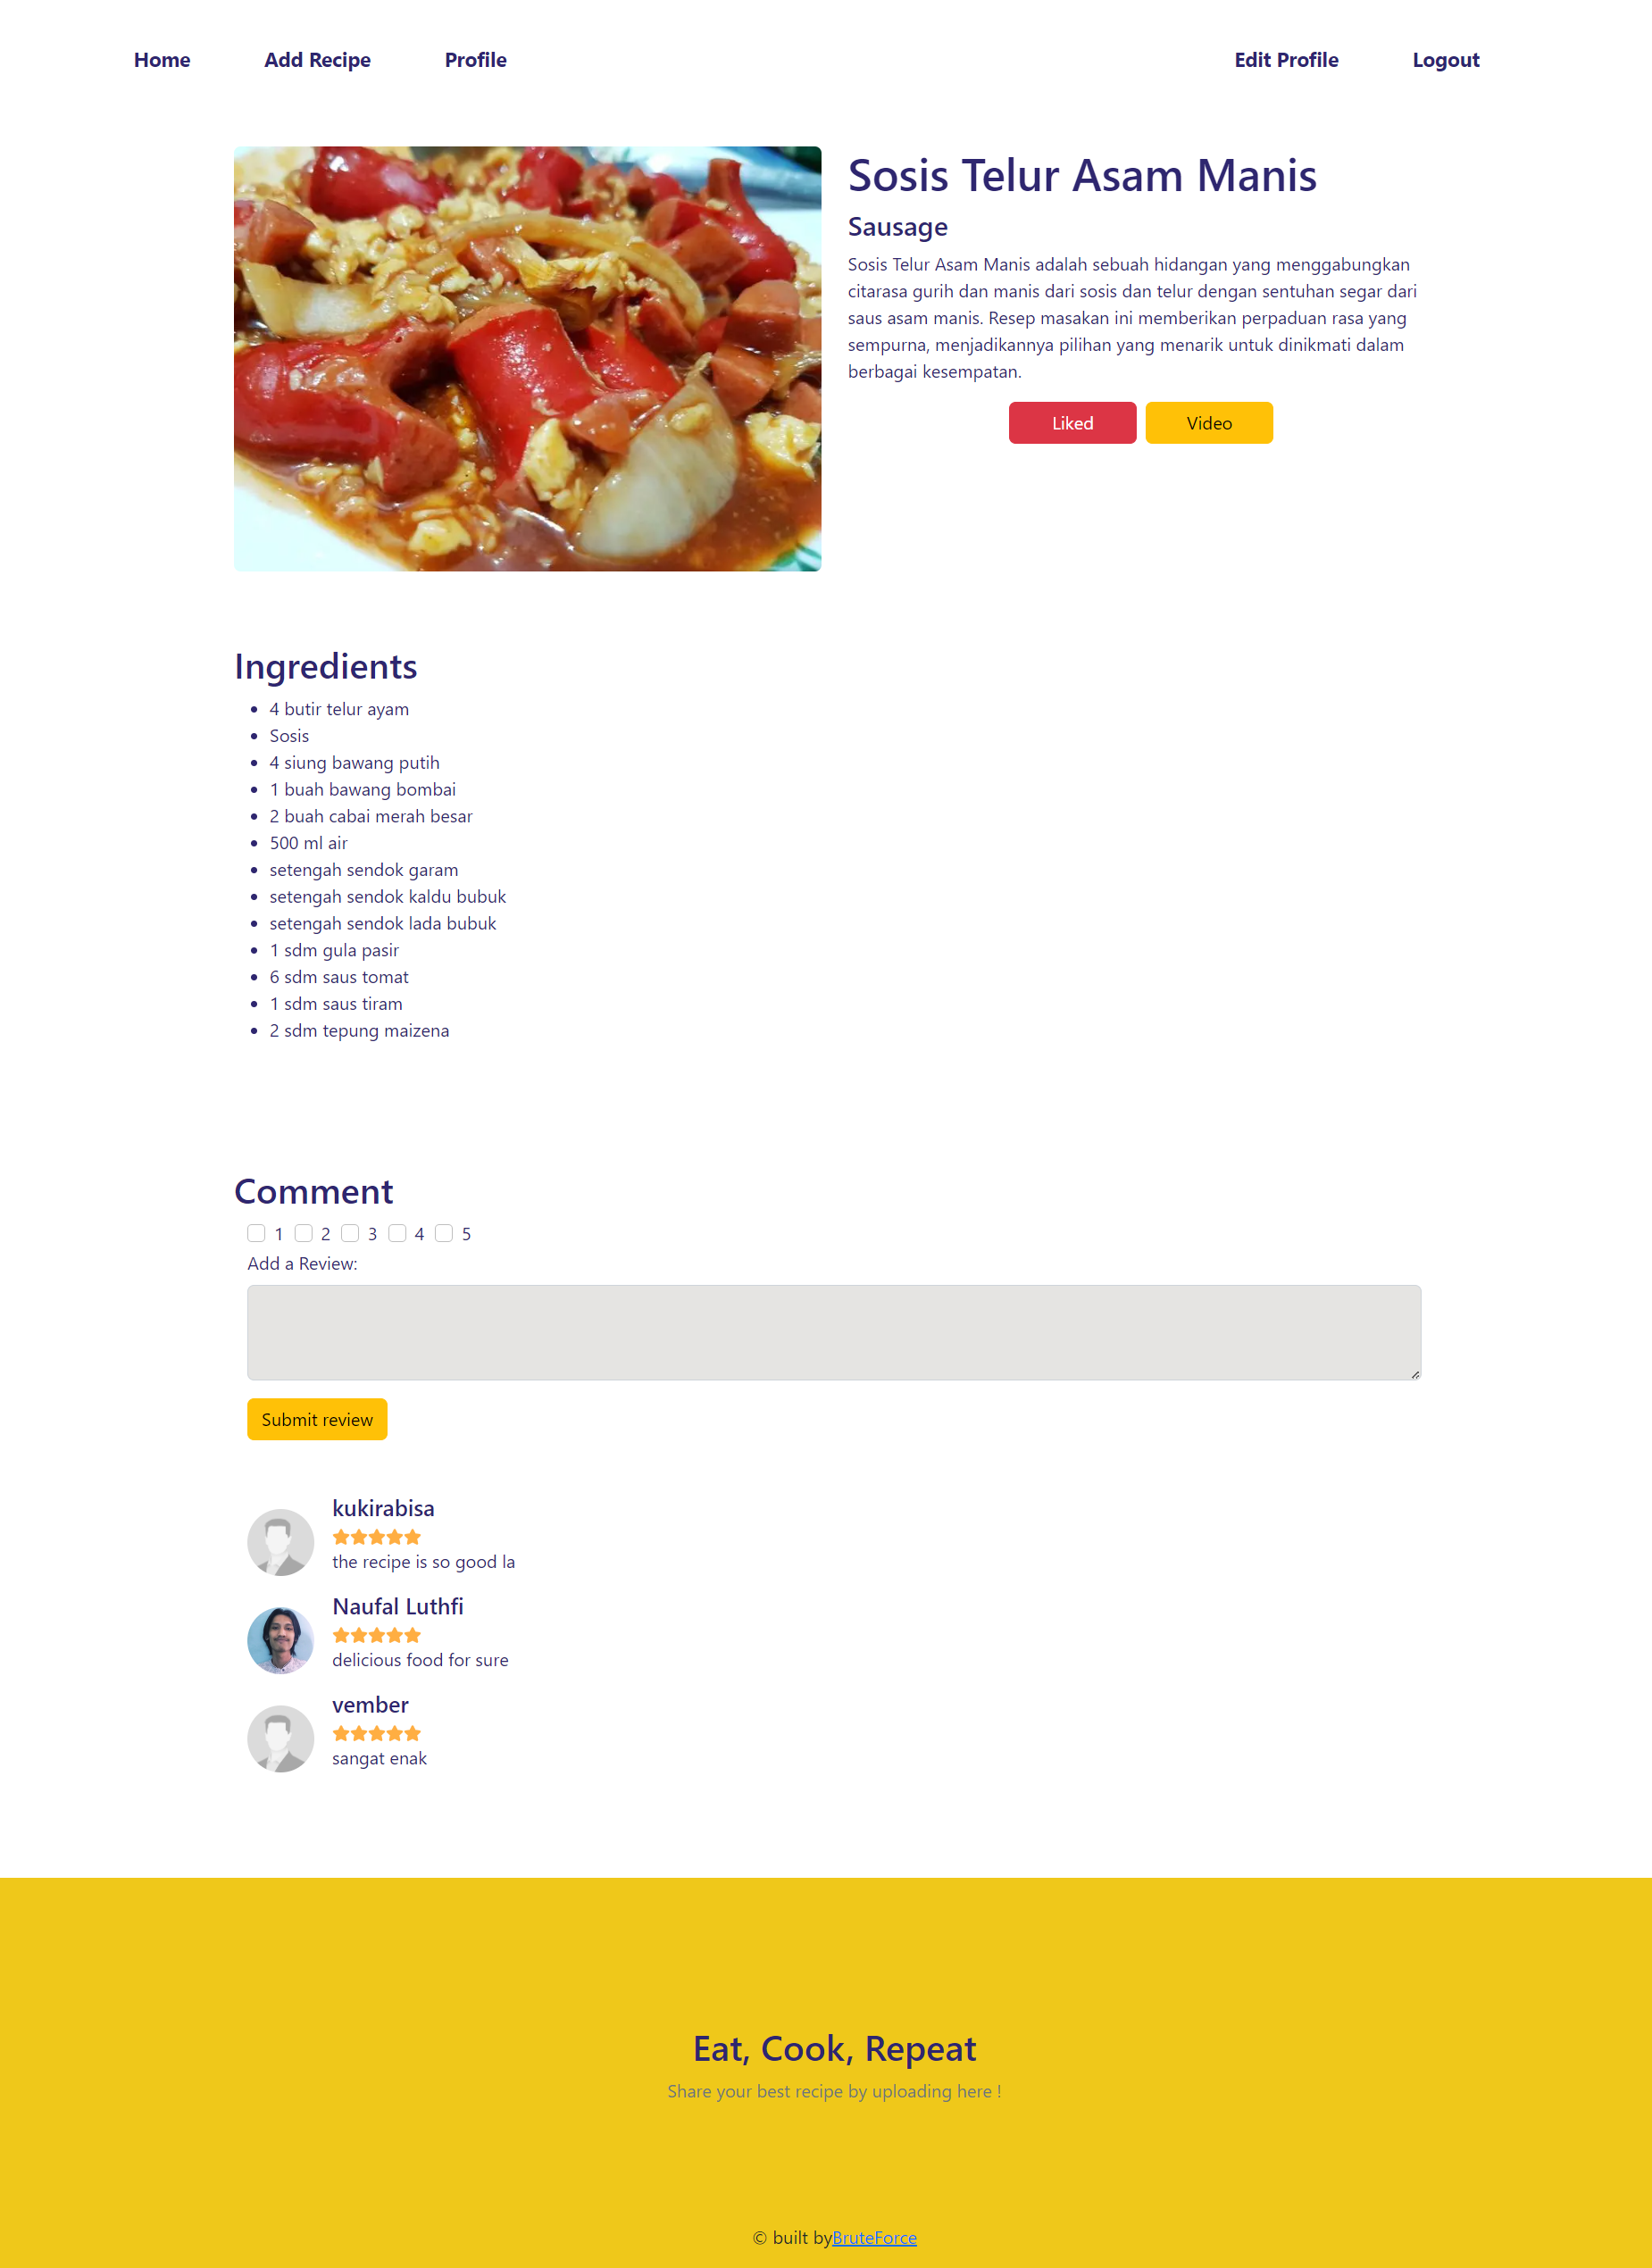 Home Add Recipe Profile Edit Profile Logout
Sosis Telur Asam Manis
Sausage
Sosis Telur Asam Manis adalah sebuah hidangan yang menggabungkan
citarasa gurih dan manis dari sosis dan telur dengan sentuhan segar dari
saus asam manis. Resep masakan ini memberikan perpaduan rasa yang
sempurna, menjadikannya pilihan yang menarik untuk dinikmati dalam
berbagai kesempatan.
Liked Video
Ingredients
4 butir telur ayam
Sosis
4 siung bawang putih
1 buah bawang bombai
2 buah cabai merah besar
500 ml air
setengah sendok garam
setengah sendok kaldu bubuk
setengah sendok lada bubuk
1 sdm gula pasir
6 sdm saus tomat
1 sdm saus tiram
2 sdm tepung maizena
Comment
1 2 3 4 5
Add a Review:
Submit review
kukirabisa
the recipe is so good la
Naufal Luthfi
delicious food for sure
vember
sangat enak
Eat, Cook, Repeat
Share your best recipe by uploading here !
© built byBruteForce